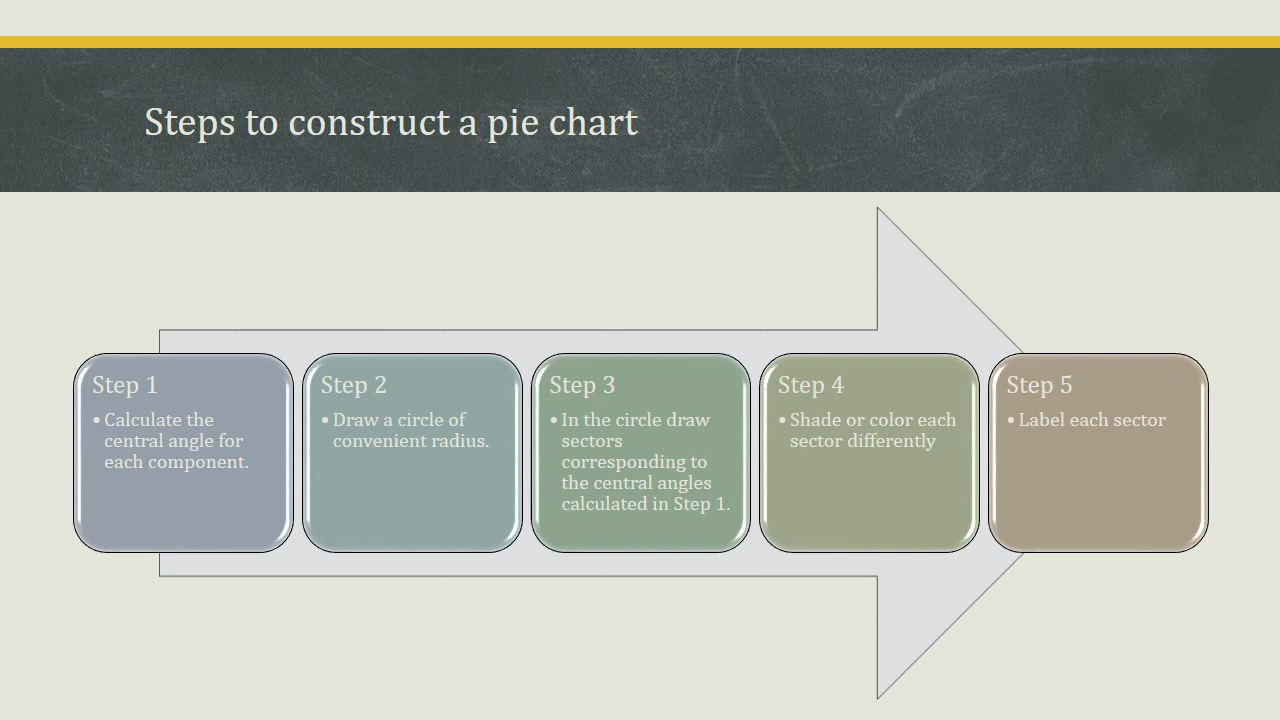 Steps to construct a pie chart
Step 1
• Calculate the
central angle for
each component.
Step 2
• Draw a circle of
convenient radius.
Step 3
• In the circle draw
sectors
corresponding to
the central angles
calculated in Step 1.
Step 4
• Shade or color each
sector differently
Step 5
• Label each sector